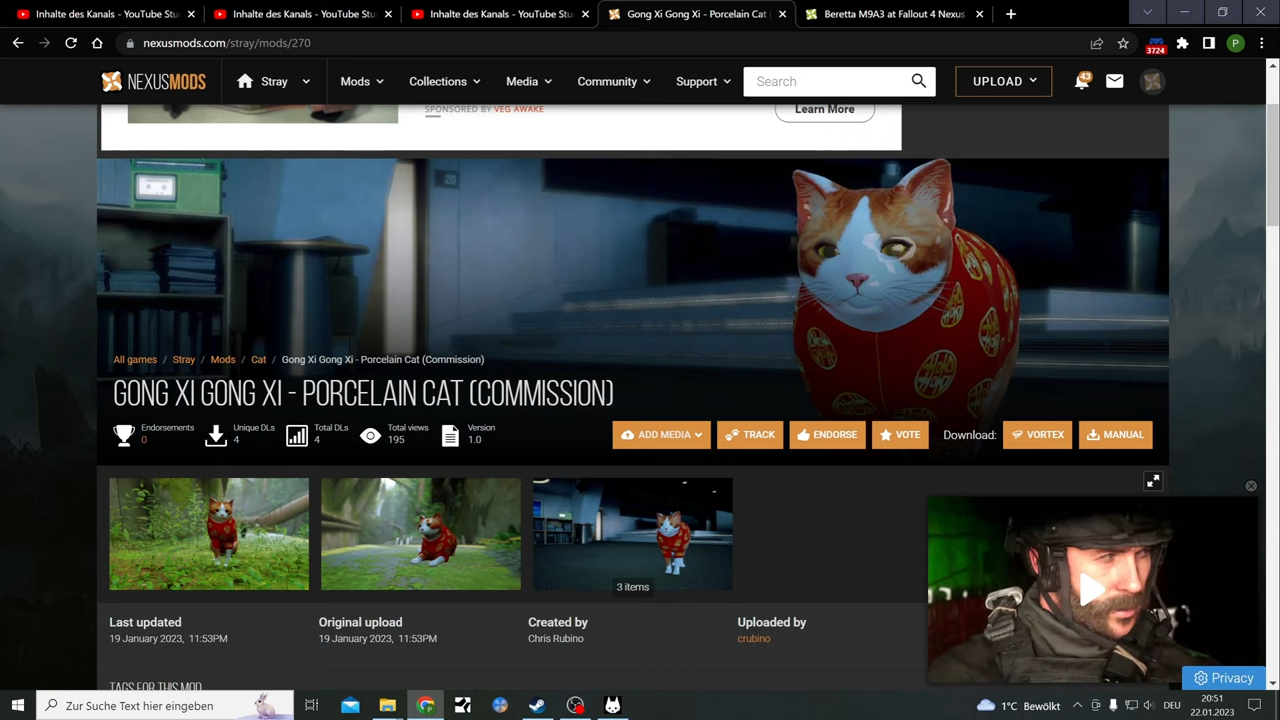 Inhalte des Kanals - YouTube Stu
Inhalte des Kanals - YouTube Stu
Inhalte des Kanals - YouTube Stu
Gong Xi Gong Xi - Porcelain Cat (
Beretta M9A3 at Fallout 4 Nexus
nexusmods.com/stray/mods/270
3724
P
NEXUSMODS
Stray
Mods
Collections
Media
Community
Support
Search
UPLOAD
43
SPONSORED BY VEG AWAKE
Learn More
20
All games / Stray / Mods / Cat / Gong Xi Gong Xi - Porcelain Cat (Commission)
GONG XI GONG XI - PORCELAIN CAT (COMMISSION)
Endorsements
0
Unique DLs
4
Total DLs
4
Total views
195
Version
1.0
ADD MEDIA
TRACK
ENDORSE
VOTE
Download:
VORTEX
MANUAL
3 items
Last updated
19 January 2023, 11:53PM
Original upload
19 January 2023, 11:53PM
Created by
Chris Rubino
Uploaded by
crubino
TAGS FOR THIS MOD
Privacy
Zur Suche Text hier eingeben
1°C Bewölkt
DEU
20:51
22.01.2023